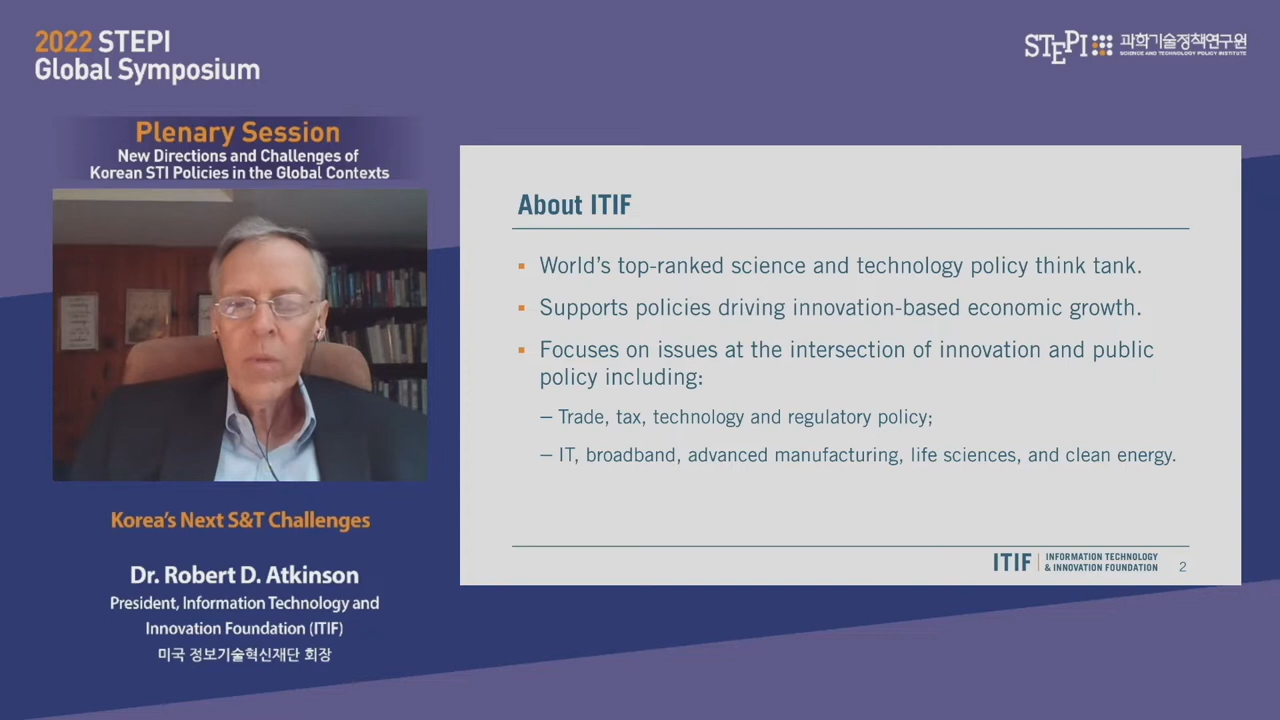 2022 STEPI
Global Symposium
STEPI 과학기술정책연구원
SCIENCE AND TECHNOLOGY POLICY INSTITUTE
Plenary Session
New Directions and Challenges of
Korean STI Policies in the Global Contexts
Korea's Next S&T Challenges
Dr. Robert D. Atkinson
President, Information Technology and
Innovation Foundation (ITIF)
미국 정보기술혁신재단 회장
About ITIF
▪ World's top-ranked science and technology policy think tank.
▪ Supports policies driving innovation-based economic growth.
▪ Focuses on issues at the intersection of innovation and public
policy including:
– Trade, tax, technology and regulatory policy;
– IT, broadband, advanced manufacturing, life sciences, and clean energy.
ITIF | INFORMATION TECHNOLOGY
& INNOVATION FOUNDATION
2